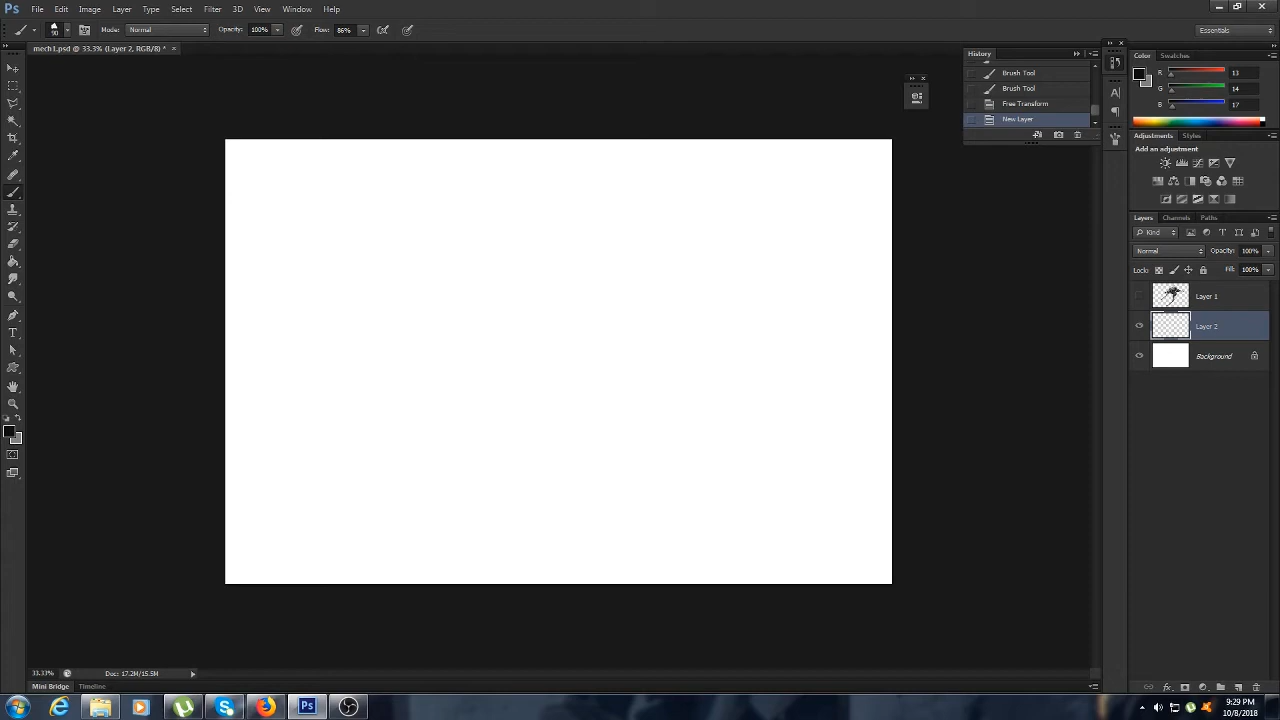 Ps File Edit Image Layer Type Select Filter 3D View Window Help
90 Mode: Normal Opacity: 100% Flow: 86% Essentials
mech1.psd @ 33.3% (Layer 2, RGB/8) * ×
History
Brush Tool
Brush Tool
Free Transform
New Layer
Color Swatches
R 13
G 14
B 17
Adjustments Styles
Add an adjustment
Layers Channels Paths
Kind
Normal Opacity: 100%
Lock: Fill: 100%
Layer 1
Layer 2
Background
33.33% Doc: 17.2M/15.5M
Mini Bridge Timeline
9:29 PM
10/8/2018